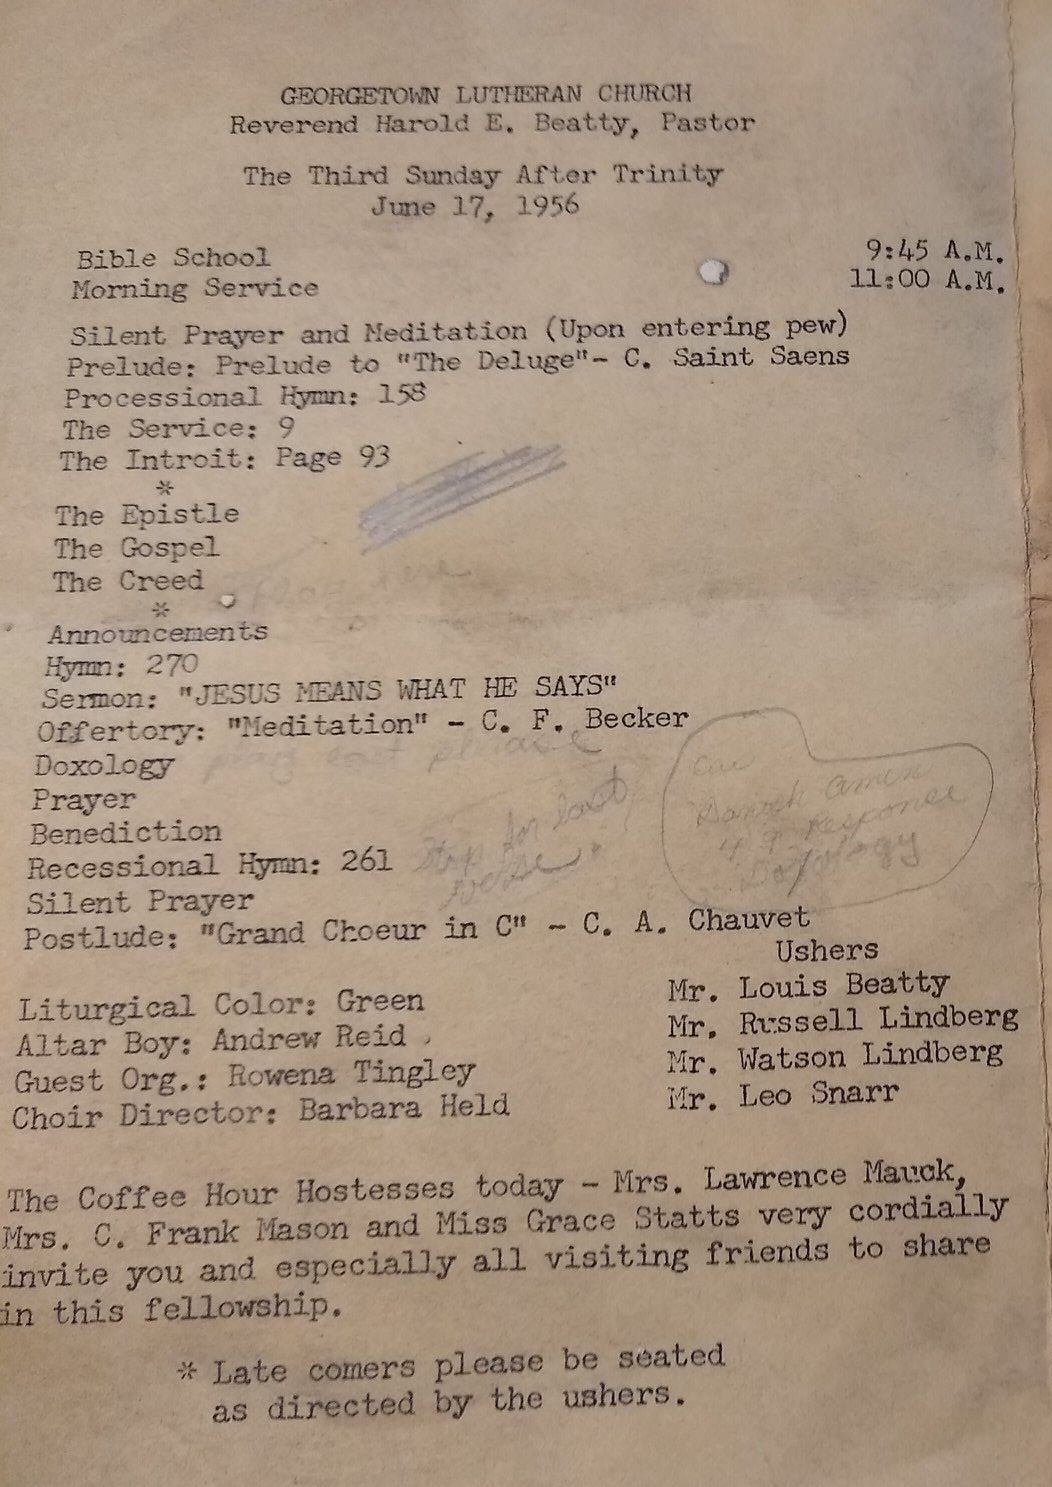 GEORGETOWN LUTHERAN CHURCH
Reverend Harold E. Beatty, Pastor
The Third Sunday After Trinity
June 17, 1956
Bible School 9:45 A.M.
Morning Service 11:00 A.M.
Silent Prayer and Meditation (Upon entering pew)
Prelude: Prelude to "The Deluge"- C. Saint Saens
Processional Hymn: 158
The Service: 9
The Introit: Page 93
*
The Epistle
The Gospel
The Creed
*
Announcements
Hymn: 270
Sermon: "JESUS MEANS WHAT HE SAYS"
Offertory: "Meditation" - C. F. Becker
Doxology
Prayer
Benediction
Recessional Hymn: 261
Stop for last
verse
Amen
Response
Doxology
Silent Prayer
Postlude: "Grand Choeur in C" - C. A. Chauvet
Ushers
Mr. Louis Beatty
Mr. Russell Lindberg
Mr. Watson Lindberg
Mr. Leo Snarr
Liturgical Color: Green
Altar Boy: Andrew Reid
Guest Org.: Rowena Tingley
Choir Director: Barbara Held
The Coffee Hour Hostesses today - Mrs. Lawrence Mauck,
Mrs. C. Frank Mason and Miss Grace Statts very cordially
invite you and especially all visiting friends to share
in this fellowship.
* Late comers please be seated
as directed by the ushers.